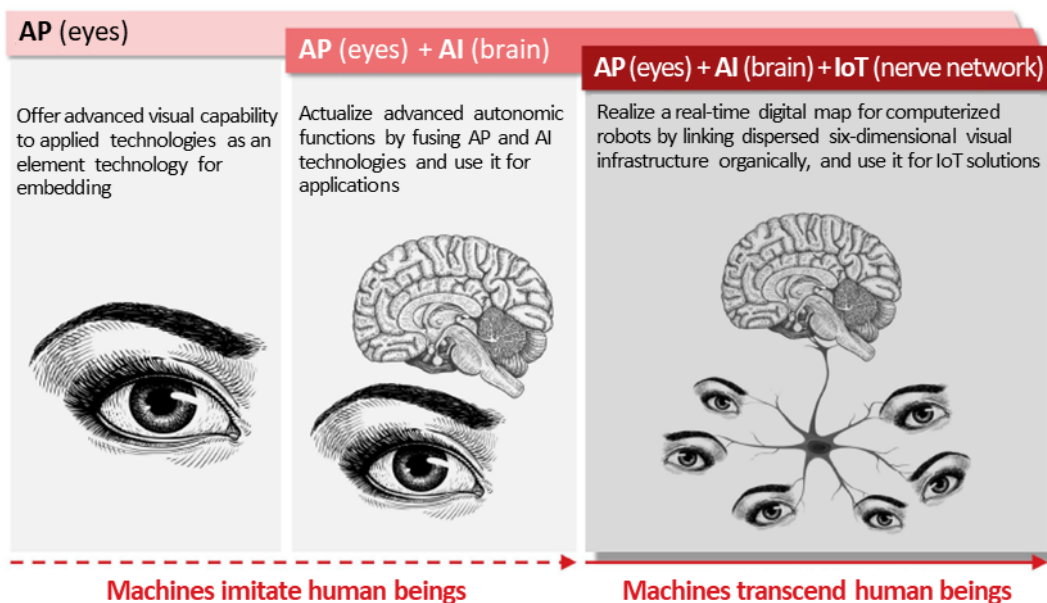 AP (eyes)
AP (eyes) + AI (brain)
AP (eyes) + AI (brain) + IoT (nerve network)
Offer advanced visual capability
to applied technologies as an
element technology for
embedding
Actualize advanced autonomic
functions by fusing AP and AI
technologies and use it for
applications
Realize a real-time digital map for computerized
robots by linking dispersed six-dimensional visual
infrastructure organically, and use it for IoT solutions
Machines imitate human beings
Machines transcend human beings